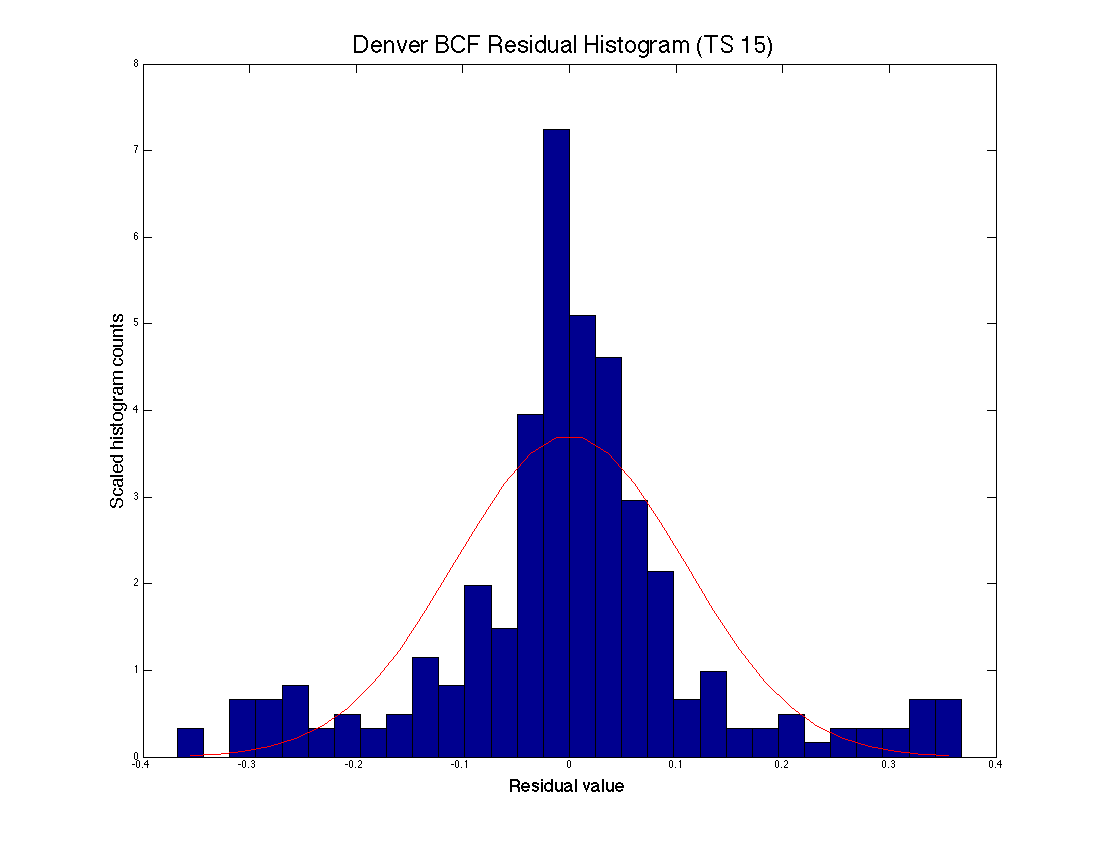 Denver BCF Residual Histogram (TS 15)
8
7
6
5
4
3
2
1
0
Scaled histogram counts
-0.4 -0.3 -0.2 -0.1 0 0.1 0.2 0.3 0.4
Residual value